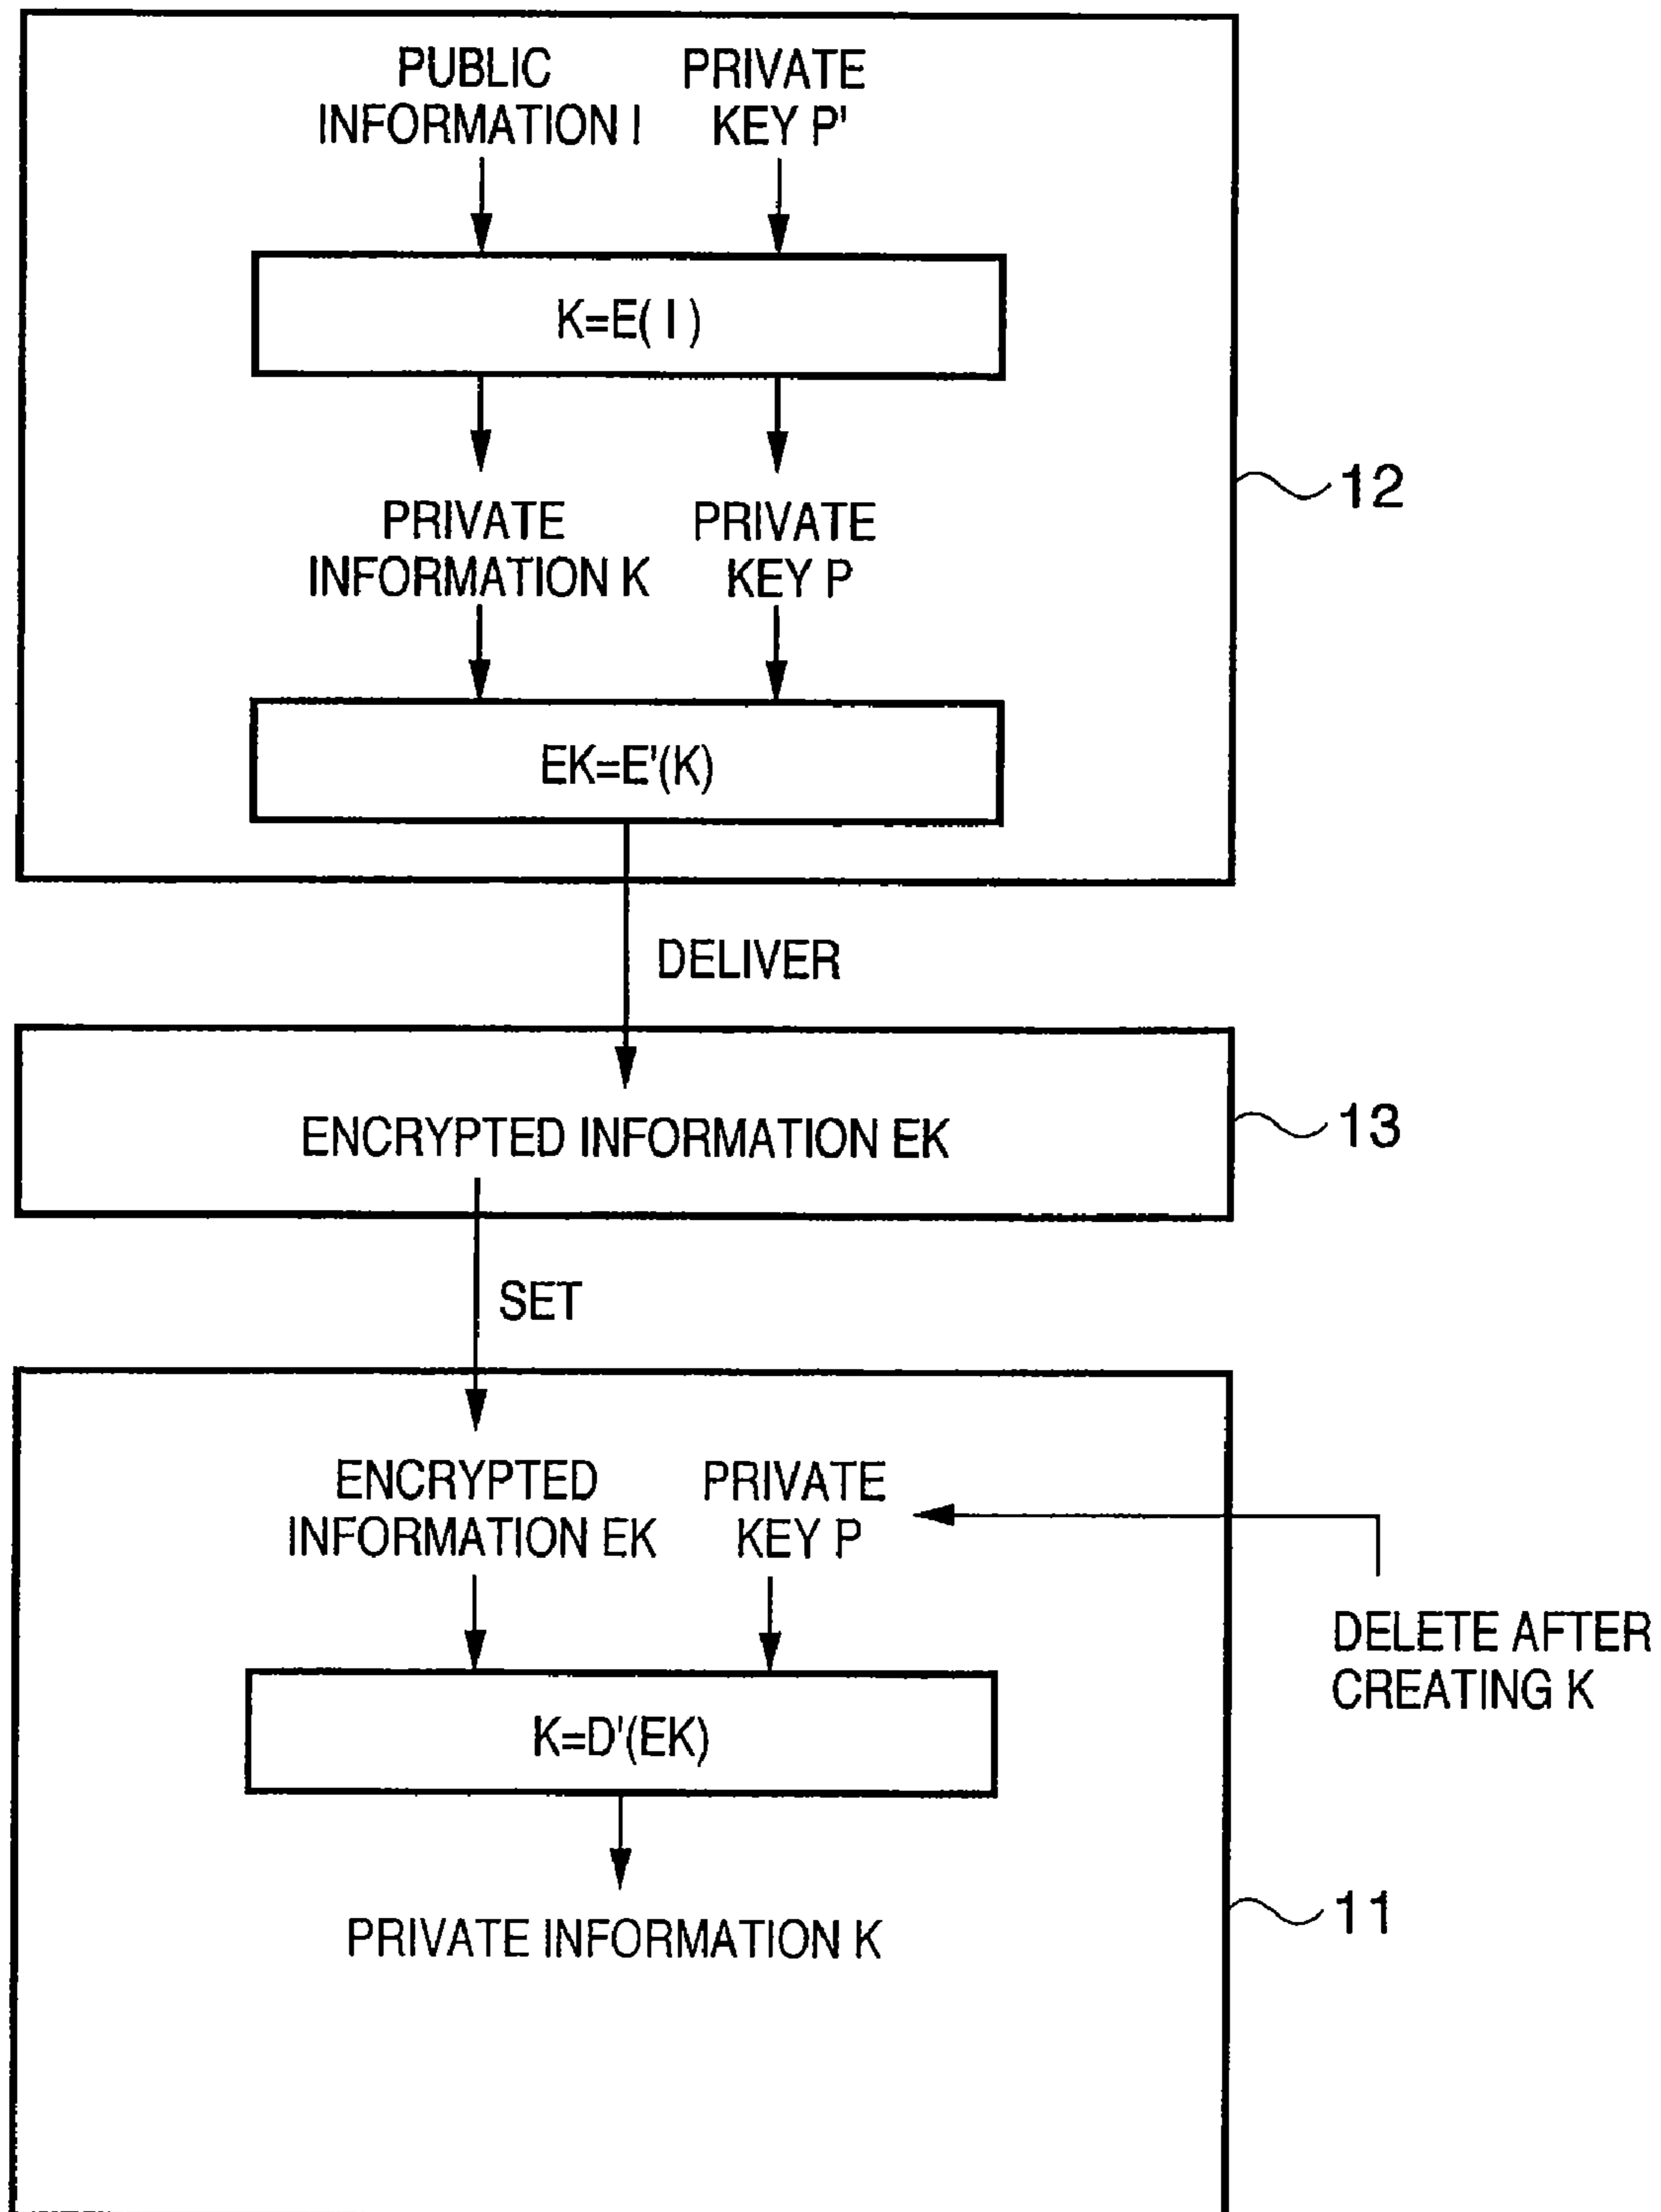 PUBLIC
INFORMATION I
PRIVATE
KEY P'
K=E( I )
PRIVATE
INFORMATION K
PRIVATE
KEY P
12
EK=E'(K)
DELIVER
ENCRYPTED INFORMATION EK
13
SET
ENCRYPTED
INFORMATION EK
PRIVATE
KEY P
DELETE AFTER
CREATING K
K=D'(EK)
11
PRIVATE INFORMATION K